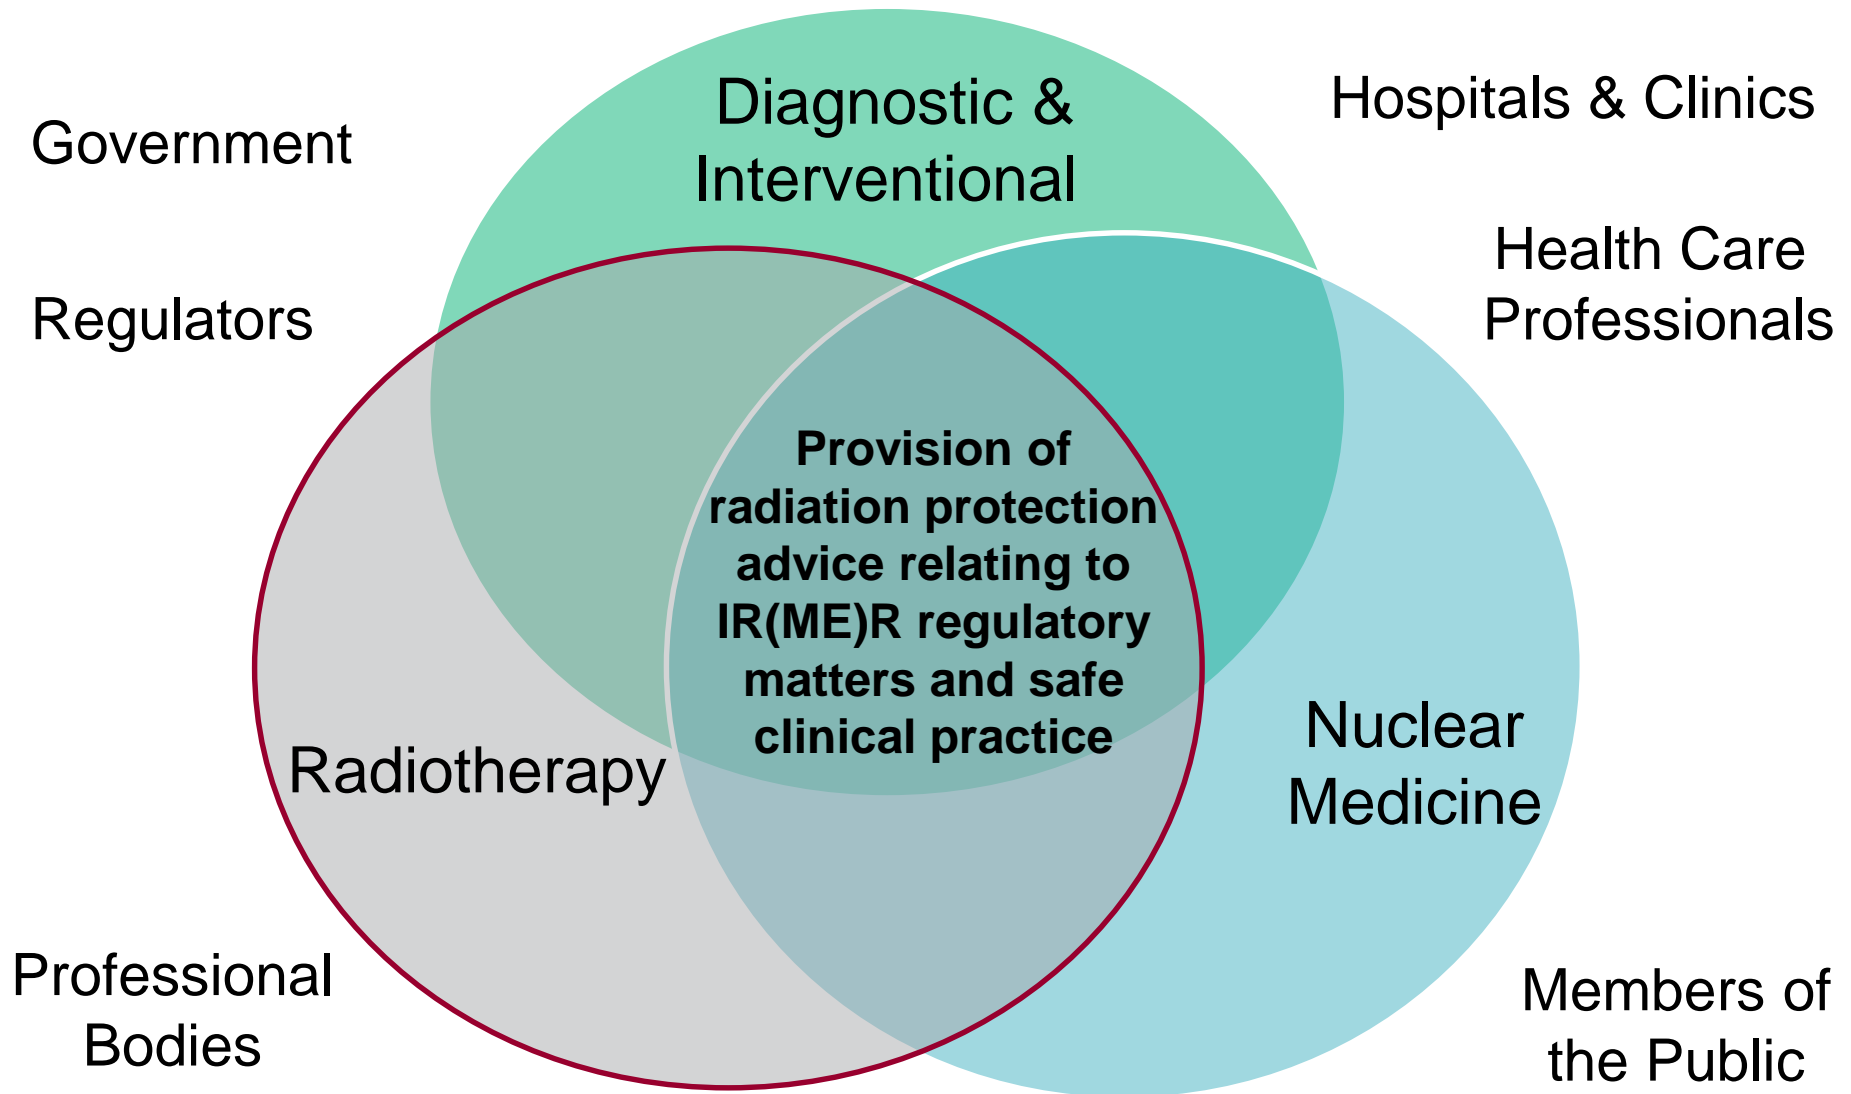 Government
Regulators
Diagnostic &
Interventional
Hospitals & Clinics
Health Care
Professionals
Provision of
radiation protection
advice relating to
IR(ME)R regulatory
matters and safe
clinical practice
Radiotherapy
Nuclear
Medicine
Professional
Bodies
Members of
the Public